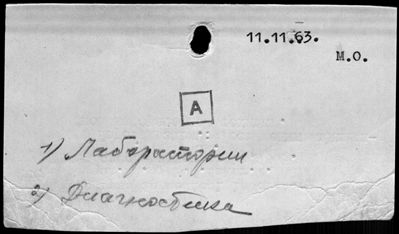 11.11.63.
М.О.
А
1) Лаборатории
2) Диагностика